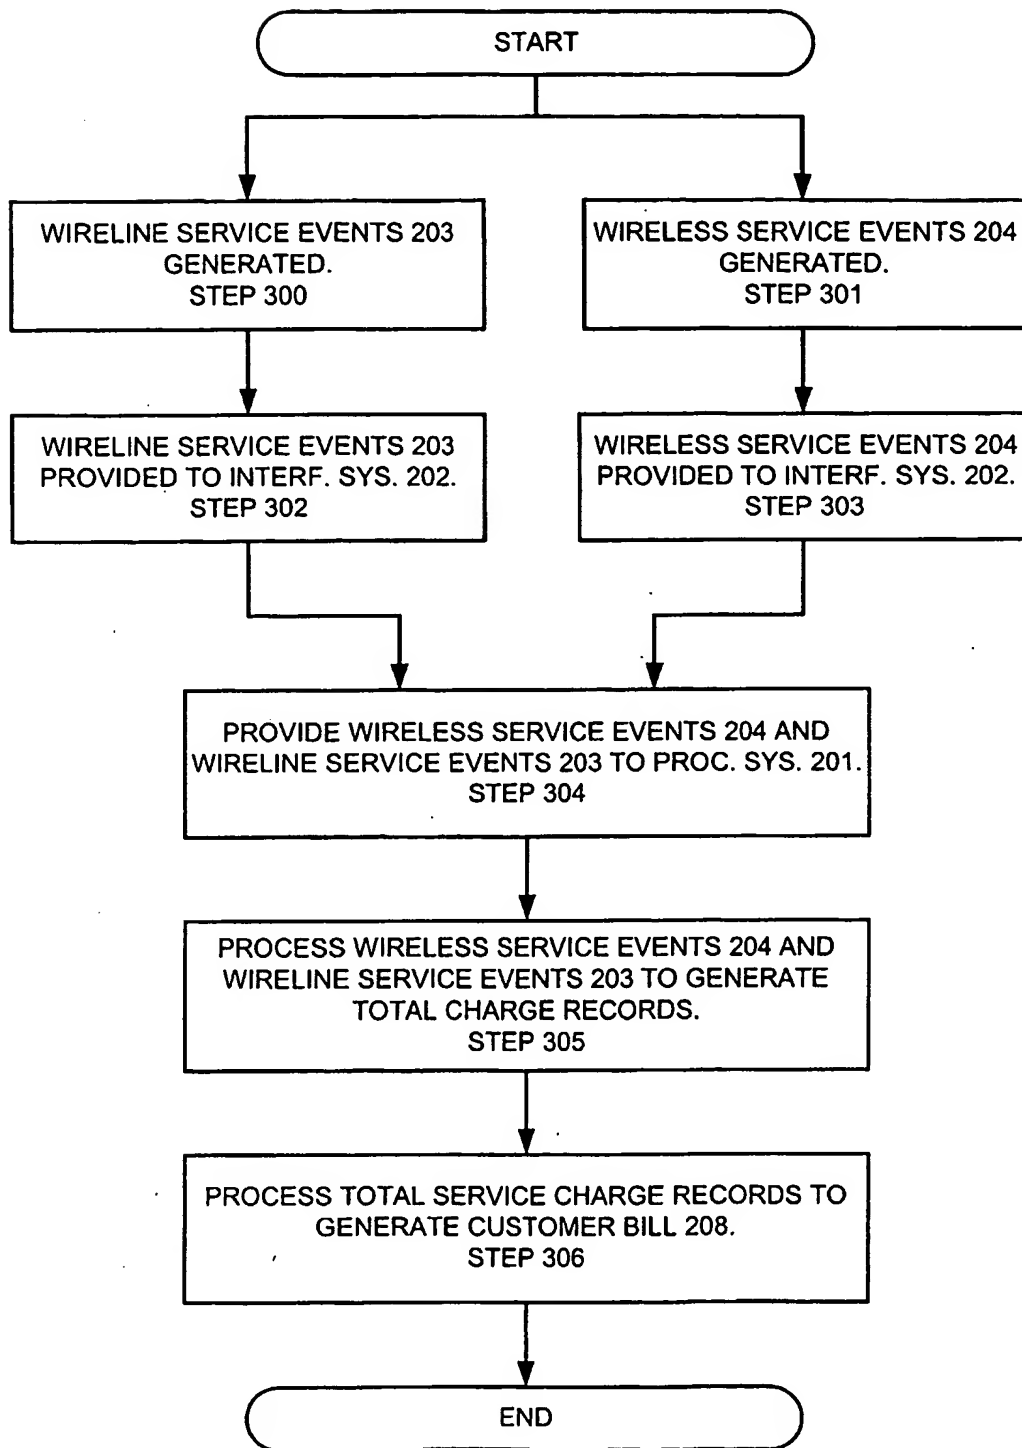 START
WIRELINE SERVICE EVENTS 203
GENERATED.
STEP 300
WIRELESS SERVICE EVENTS 204
GENERATED.
STEP 301
WIRELINE SERVICE EVENTS 203
PROVIDED TO INTERF. SYS. 202.
STEP 302
WIRELESS SERVICE EVENTS 204
PROVIDED TO INTERF. SYS. 202.
STEP 303
PROVIDE WIRELESS SERVICE EVENTS 204 AND
WIRELINE SERVICE EVENTS 203 TO PROC. SYS. 201.
STEP 304
PROCESS WIRELESS SERVICE EVENTS 204 AND
WIRELINE SERVICE EVENTS 203 TO GENERATE
TOTAL CHARGE RECORDS.
STEP 305
PROCESS TOTAL SERVICE CHARGE RECORDS TO
GENERATE CUSTOMER BILL 208.
STEP 306
END